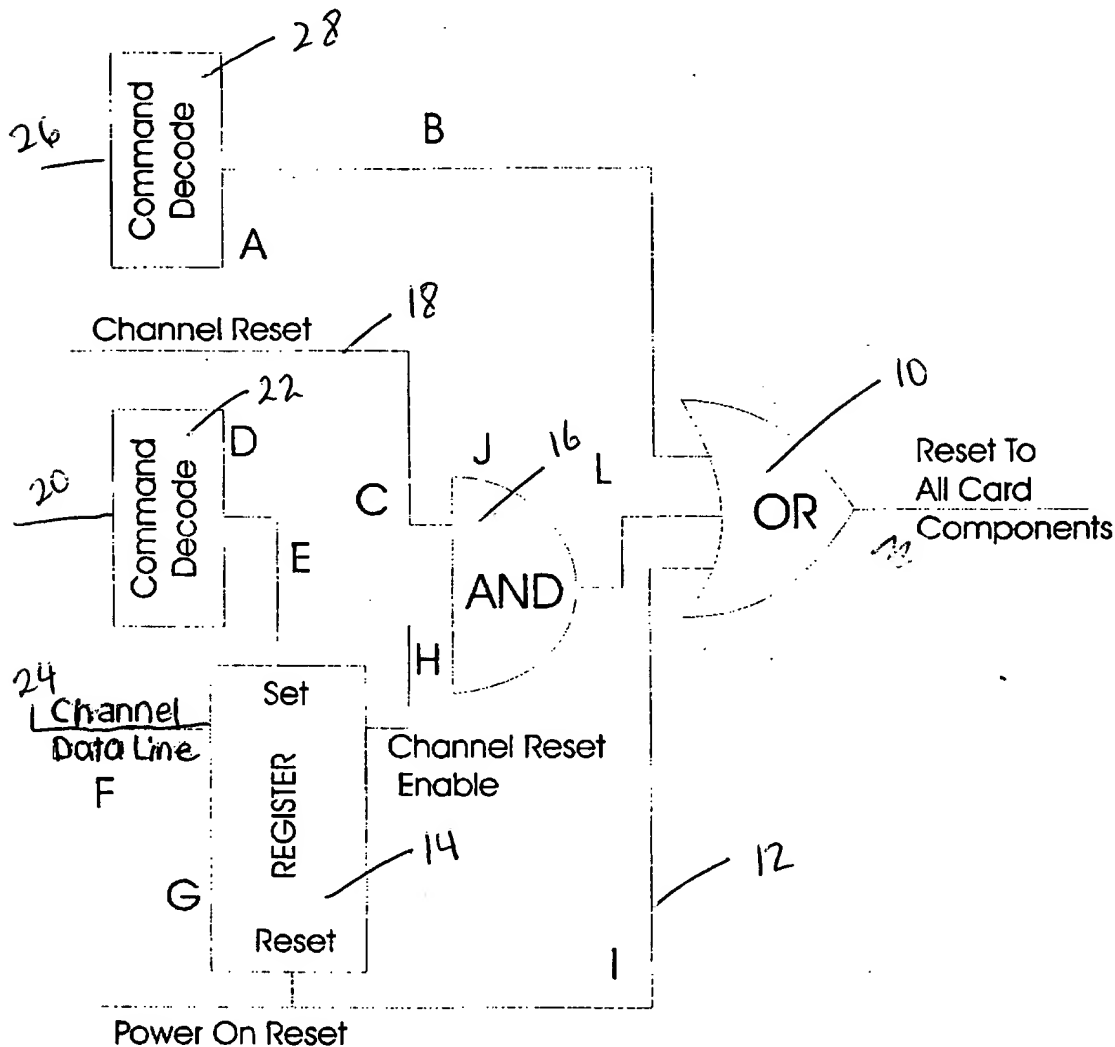 28
26
Command
Decode
B
A
18
Channel Reset
22
10
D
20
Command
Decode
J
16
L
C
E
AND
OR
Reset To
All Card
Components
H
24
Channel
Data Line
Set
Channel Reset
Enable
F
REGISTER
14
12
G
Reset
I
Power On Reset